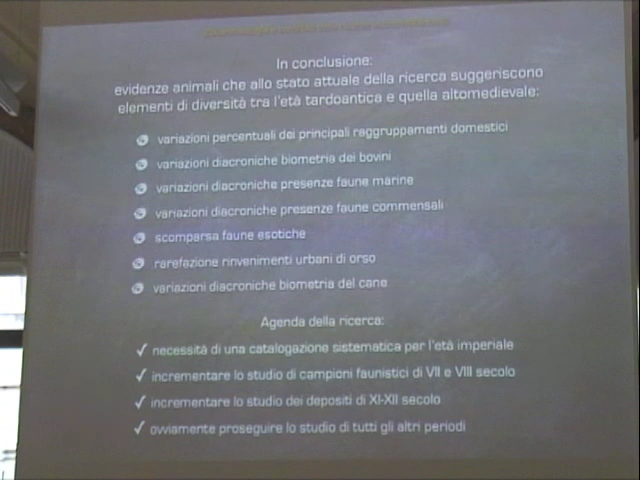 In conclusione:
evidenze animali che allo stato attuale della ricerca suggeriscono
elementi di diversità tra l'età tardoantica e quella altomedievale:
variazioni percentuali dei principali raggruppamenti domestici
variazioni diacroniche biometria dei bovini
variazioni diacroniche presenze faune marine
variazioni diacroniche presenze faune commensali
scomparsa faune esotiche
rarefazione rinvenimenti urbani di orso
variazioni diacroniche biometria del cane
Agenda della ricerca:
✓ necessità di una catalogazione sistematica per l'età imperiale
✓ incrementare lo studio di campioni faunistici di VII e VIII secolo
✓ incrementare lo studio dei depositi di XI-XII secolo
✓ ovviamente proseguire lo studio di tutti gli altri periodi